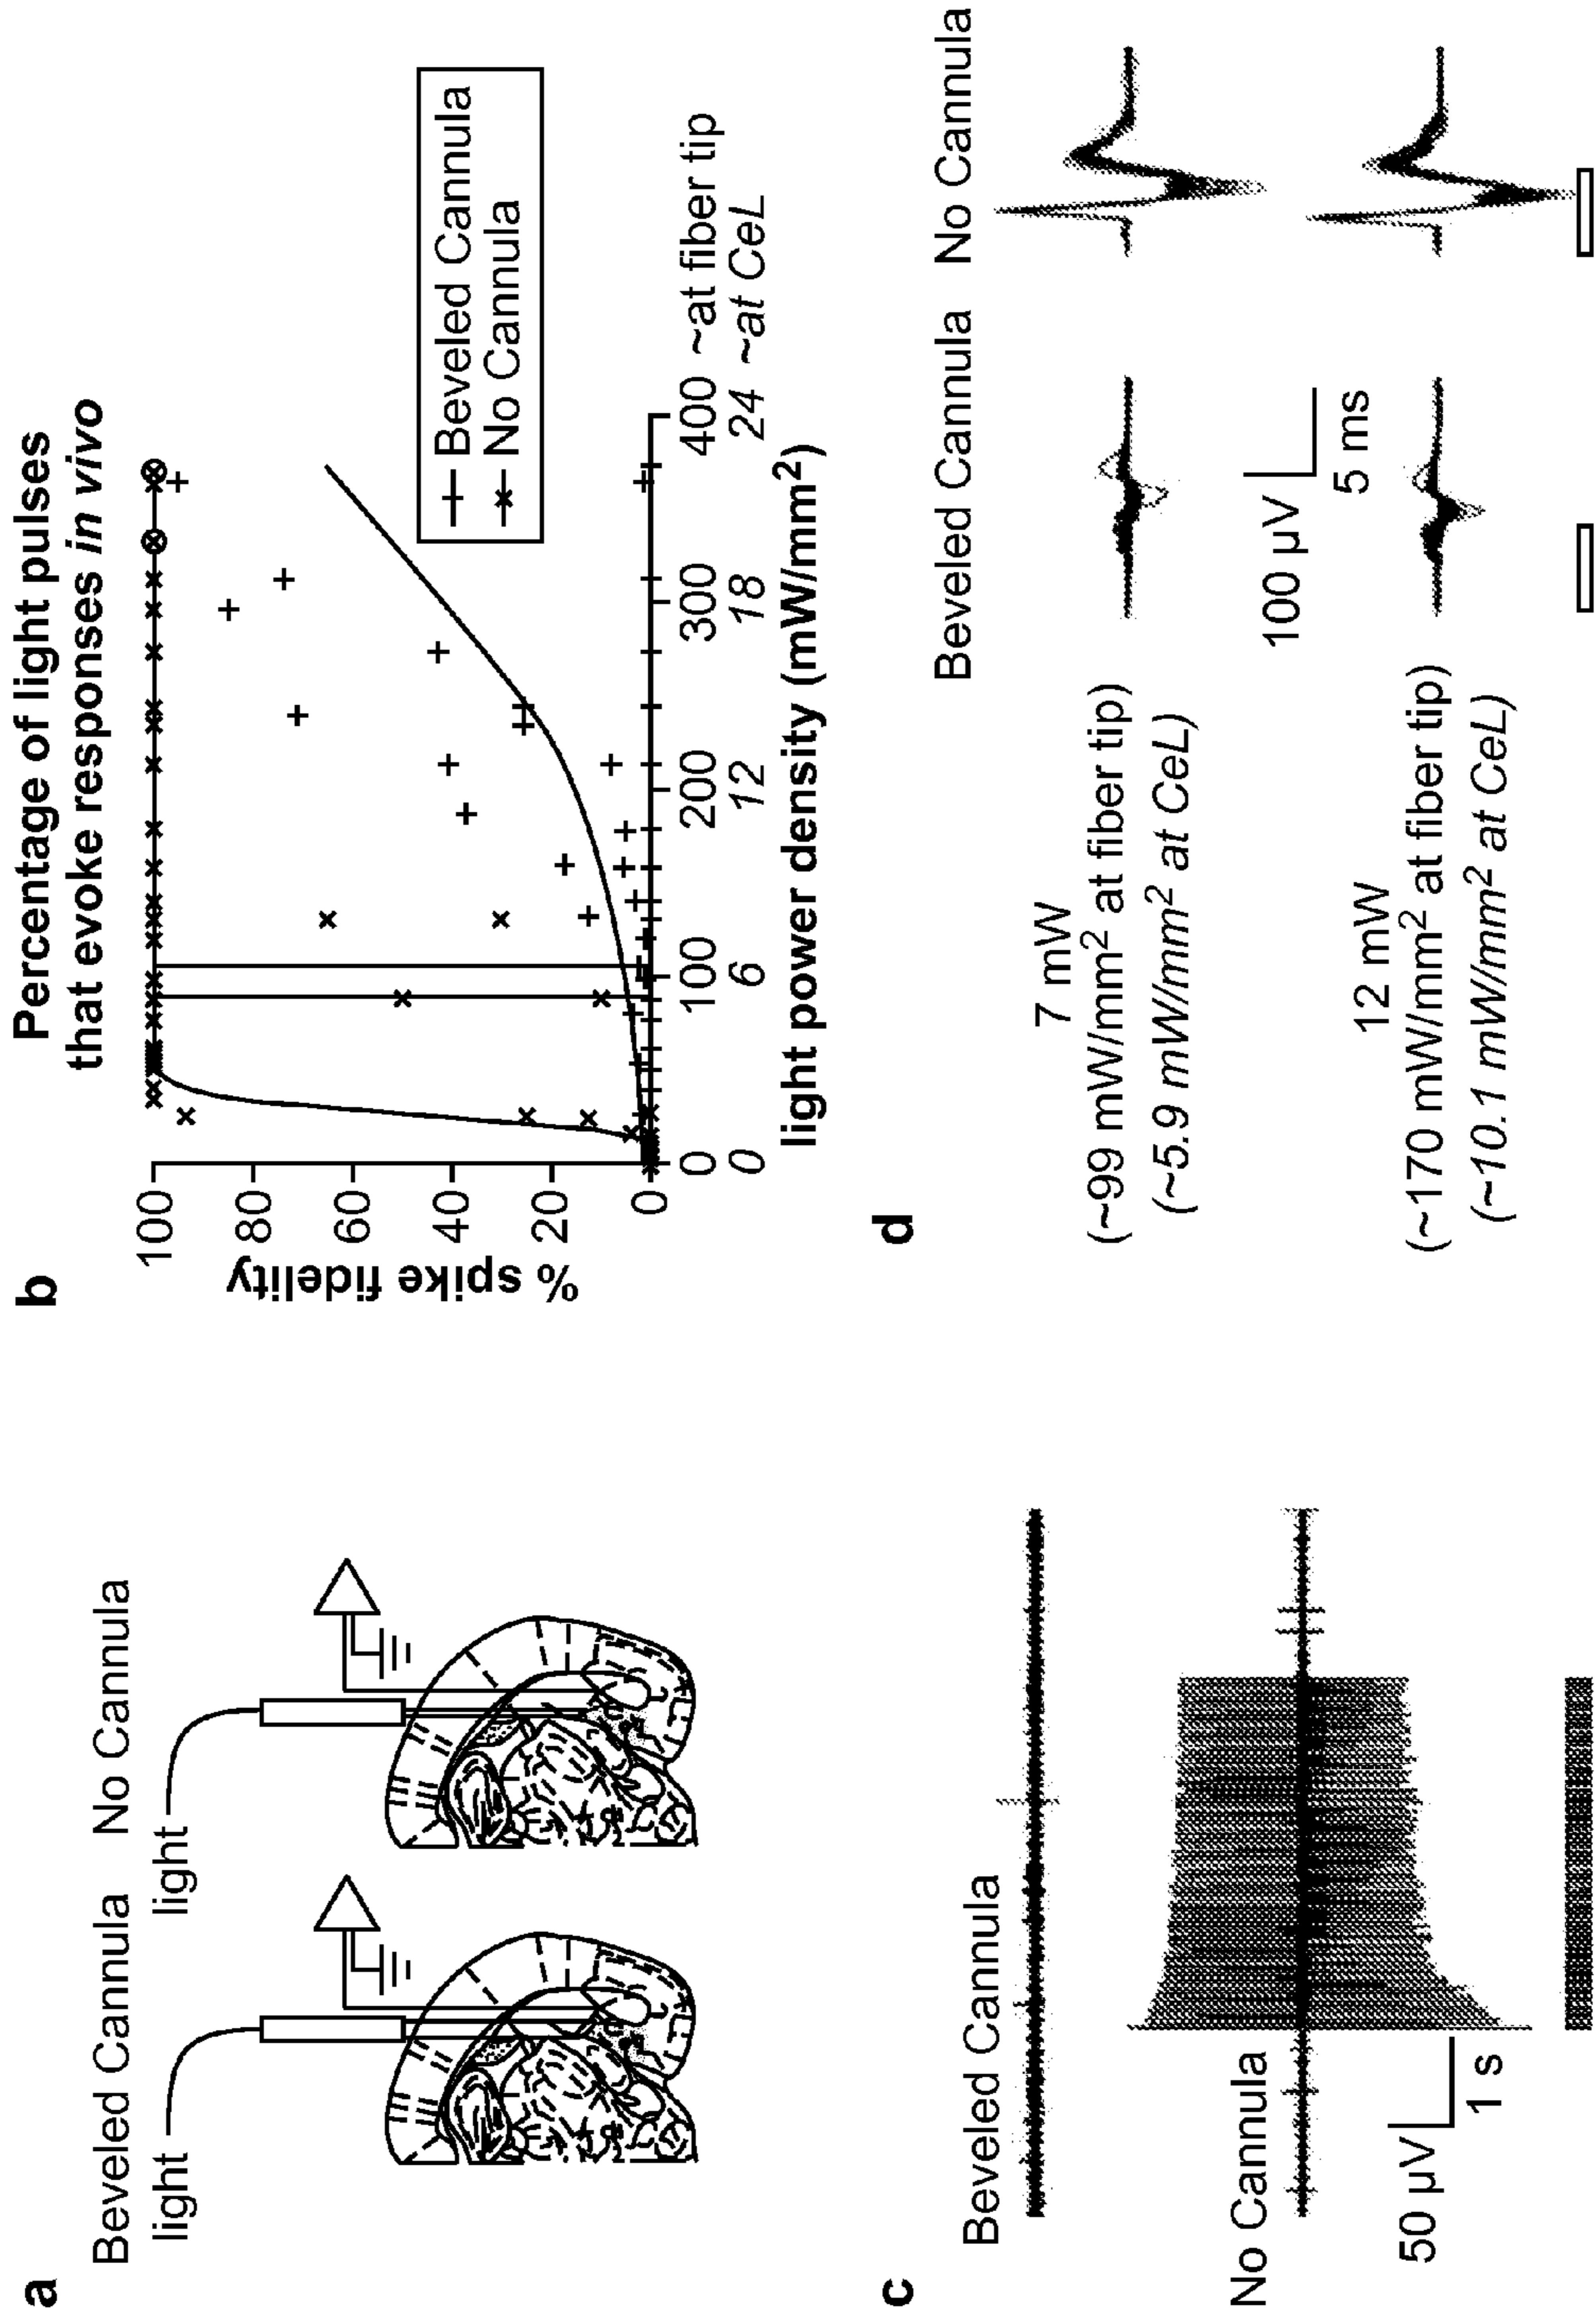 a
Beveled Cannula
No Cannula
light
light
b
Percentage of light pulses
that evoke responses in vivo
% spike fidelity
100
80
60
40
20
0
Beveled Cannula
No Cannula
0 100 200 300 400 ~at fiber tip
0 6 12 18 24 ~at CeL
light power density (mW/mm²)
c
Beveled Cannula
No Cannula
50 µV
1 s
d
Beveled Cannula
No Cannula
7 mW
(~99 mW/mm² at fiber tip)
(~5.9 mW/mm² at CeL)
100 µV
5 ms
12 mW
(~170 mW/mm² at fiber tip)
(~10.1 mW/mm² at CeL)